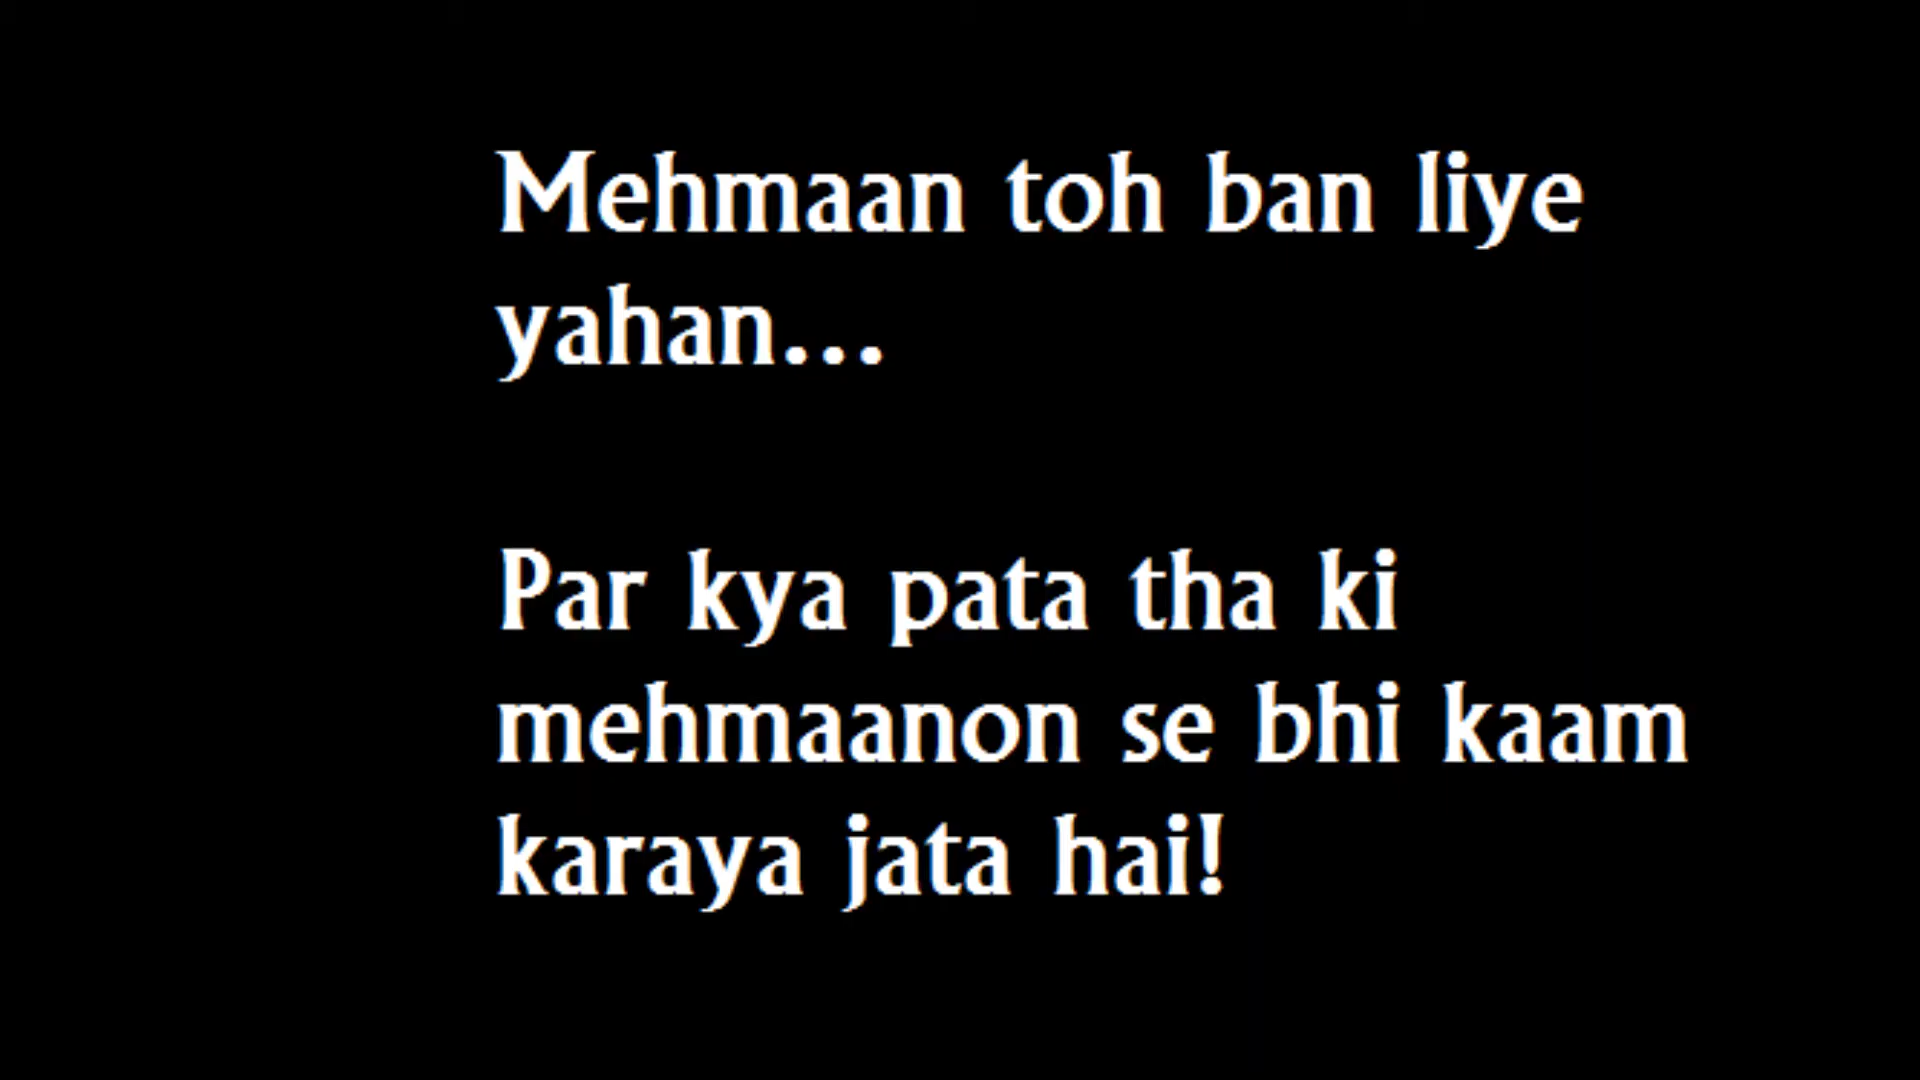 Mehmaan toh ban liye
yahan...
Par kya pata tha ki
mehmaanon se bhi kaam
karaya jata hai!